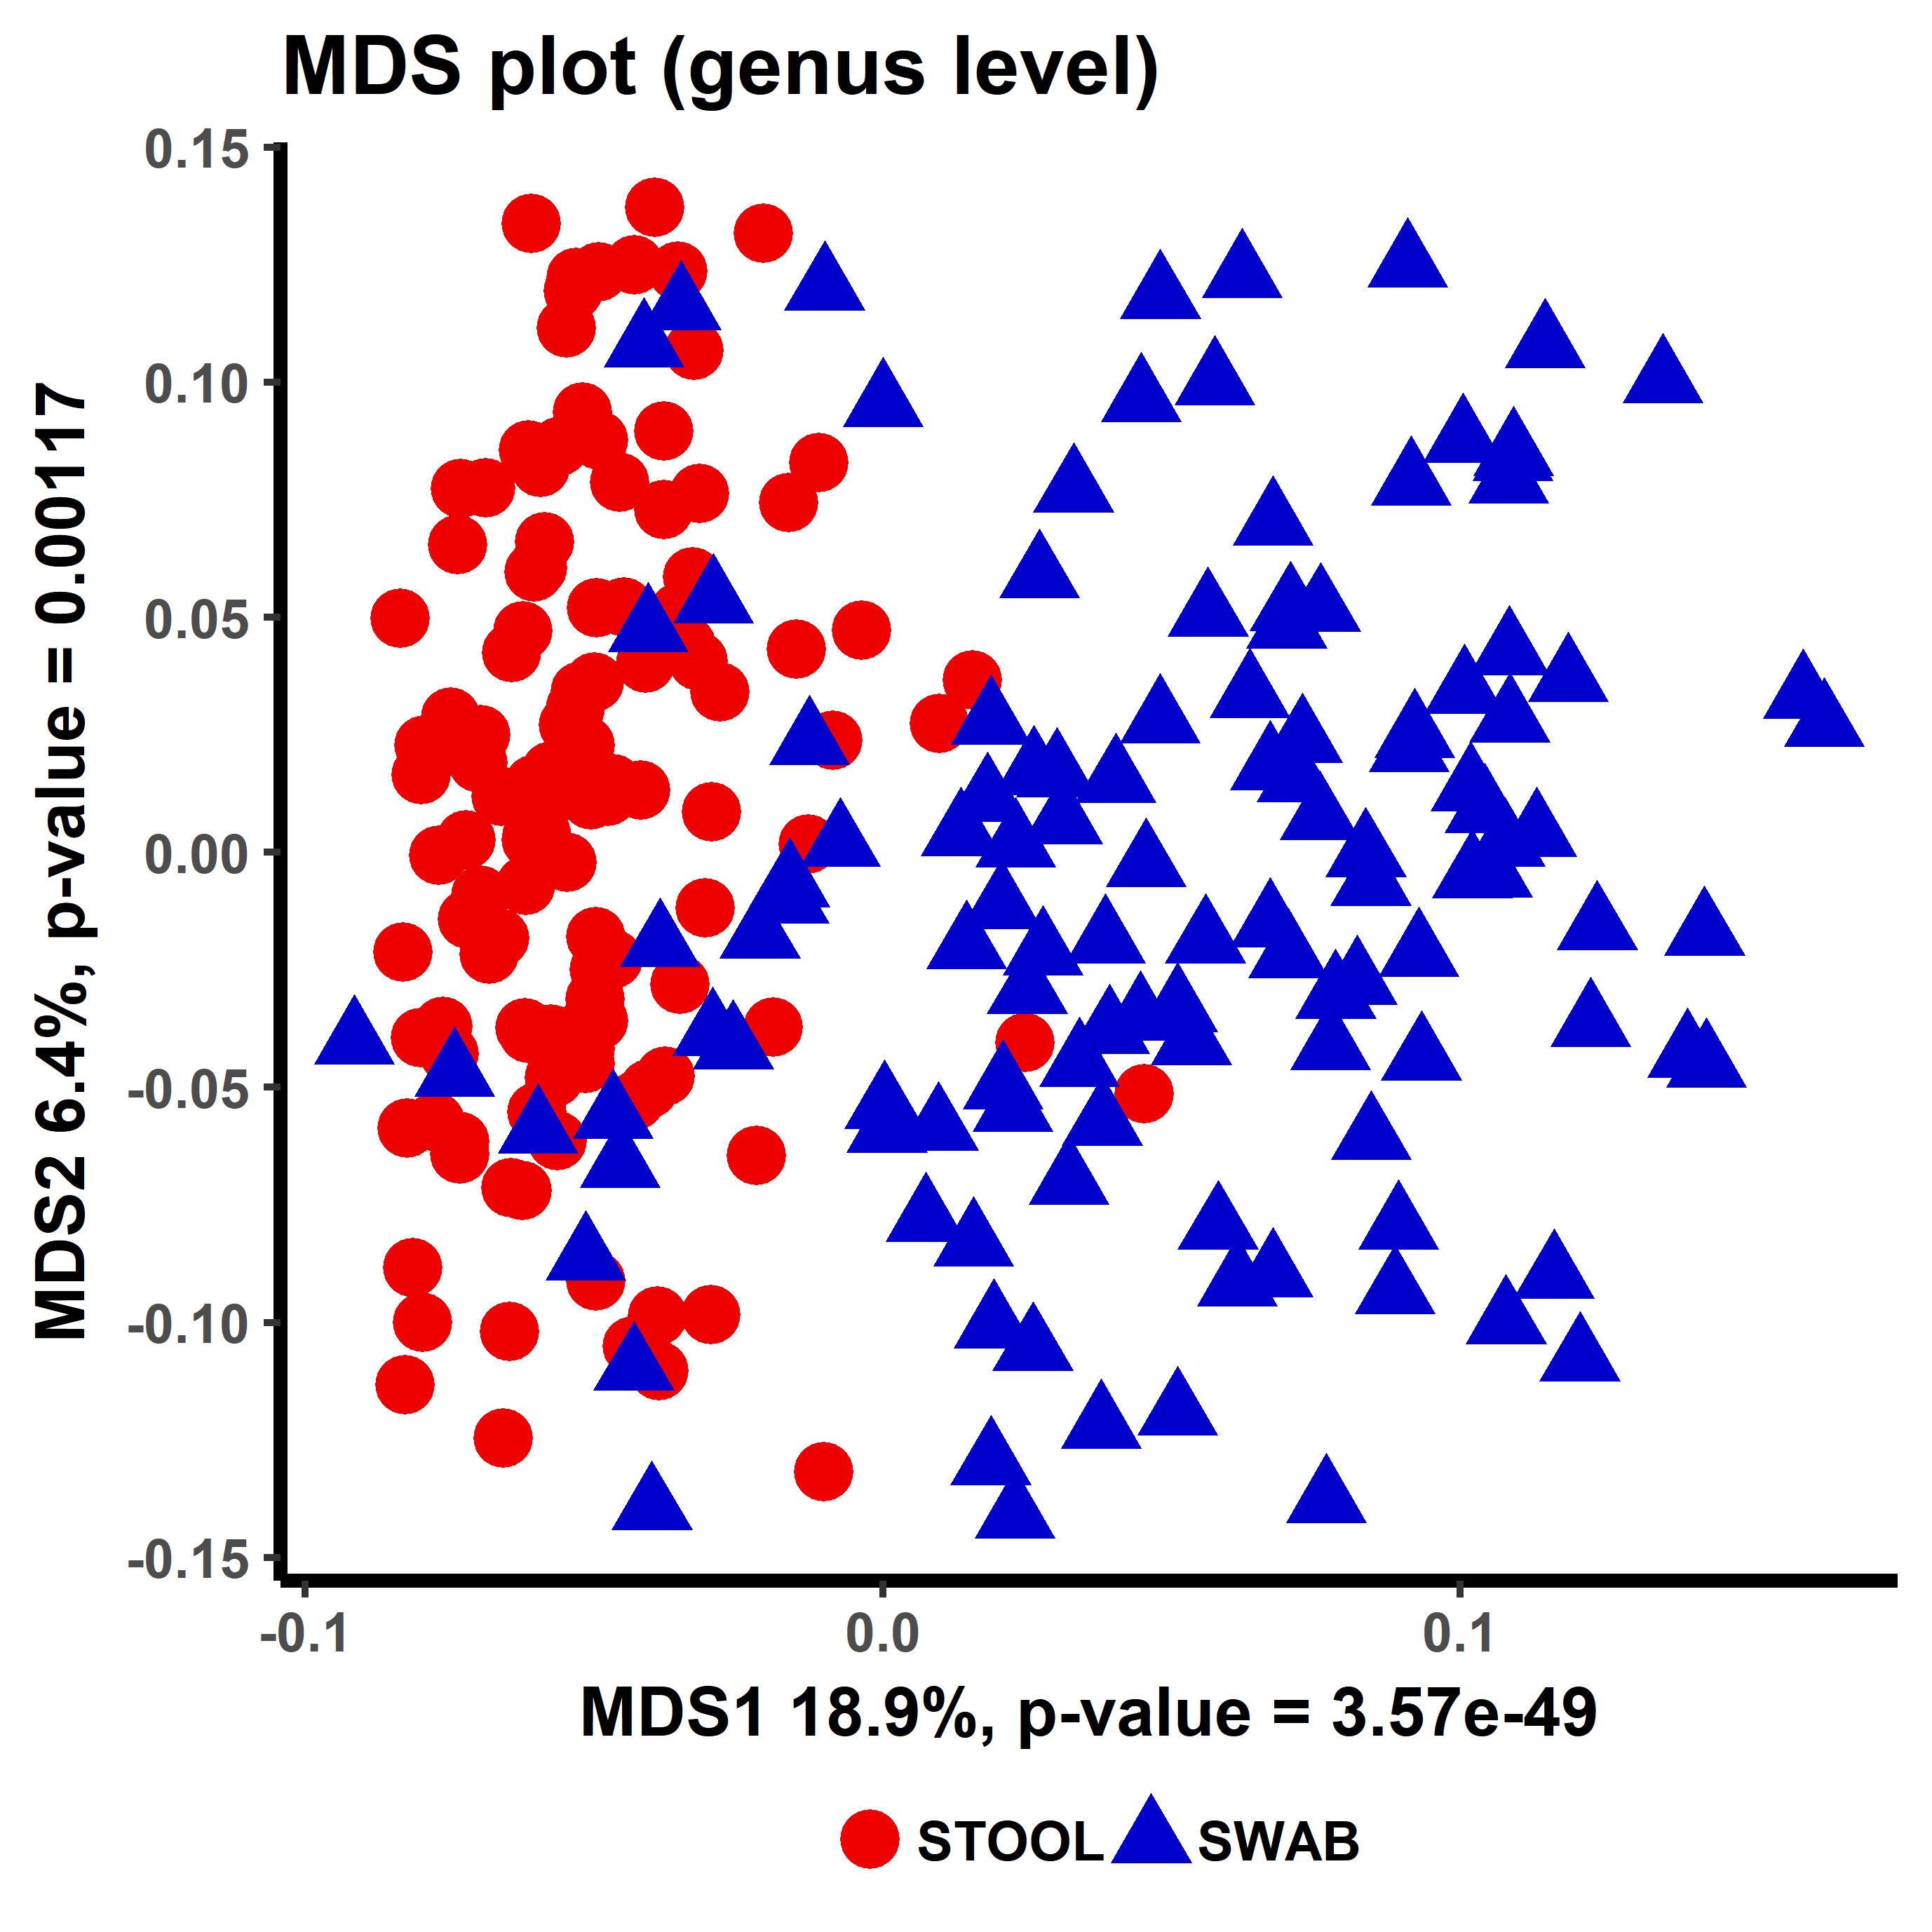 MDS plot (genus level)
MDS2 6.4%, p-value = 0.00117
0.15
0.10
0.05
0.00
-0.05
-0.10
-0.15
-0.1 0.0 0.1
MDS1 18.9%, p-value = 3.57e-49
STOOL SWAB